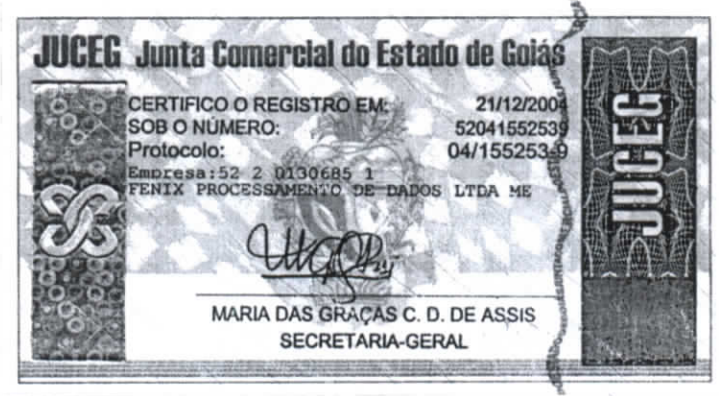 JUCEG Junta Comercial do Estado de Goiás
CERTIFICO O REGISTRO EM: 21/12/2004
SOB O NÚMERO: 52041552539
Protocolo: 04/155253-9
Empresa:52 2 0130685 1
FENIX PROCESSAMENTO DE DADOS LTDA ME
MARIA DAS GRAÇAS C. D. DE ASSIS
SECRETARIA-GERAL
JUCEG